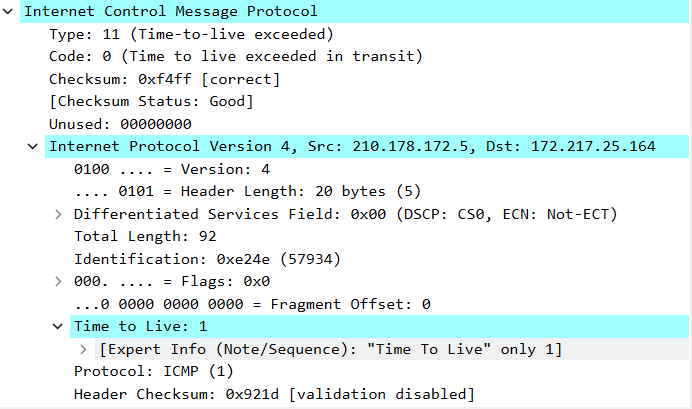 Internet Control Message Protocol
Type: 11 (Time-to-live exceeded)
Code: 0 (Time to live exceeded in transit)
Checksum: 0xf4ff [correct]
[Checksum Status: Good]
Unused: 00000000
Internet Protocol Version 4, Src: 210.178.172.5, Dst: 172.217.25.164
0100 .... = Version: 4
.... 0101 = Header Length: 20 bytes (5)
Differentiated Services Field: 0x00 (DSCP: CS0, ECN: Not-ECT)
Total Length: 92
Identification: 0xe24e (57934)
000. .... = Flags: 0x0
...0 0000 0000 0000 = Fragment Offset: 0
Time to Live: 1
[Expert Info (Note/Sequence): "Time To Live" only 1]
Protocol: ICMP (1)
Header Checksum: 0x921d [validation disabled]